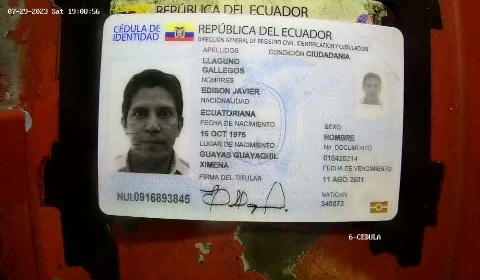 07-29-2023 Sat 19:08:56
REPÚBLICA DEL ECUADOR
CÉDULA DE IDENTIDAD
REPÚBLICA DEL ECUADOR
DIRECCIÓN GENERAL DE REGISTRO CIVIL, IDENTIFICACIÓN Y CEDULACIÓN
APELLIDOS
CONDICIÓN CIUDADANÍA
LLAGUNO
GALLEGOS
NOMBRES
EDISON JAVIER
NACIONALIDAD
ECUATORIANA
FECHA DE NACIMIENTO
16 OCT 1975
LUGAR DE NACIMIENTO
GUAYAS GUAYAQUIL
XIMENA
FIRMA DEL TITULAR
SEXO
HOMBRE
No. DOCUMENTO
010426214
FECHA DE VENCIMIENTO
11 AGO 2031
NAT/CAN
348073
NUI.0916893845
6-CEDULA